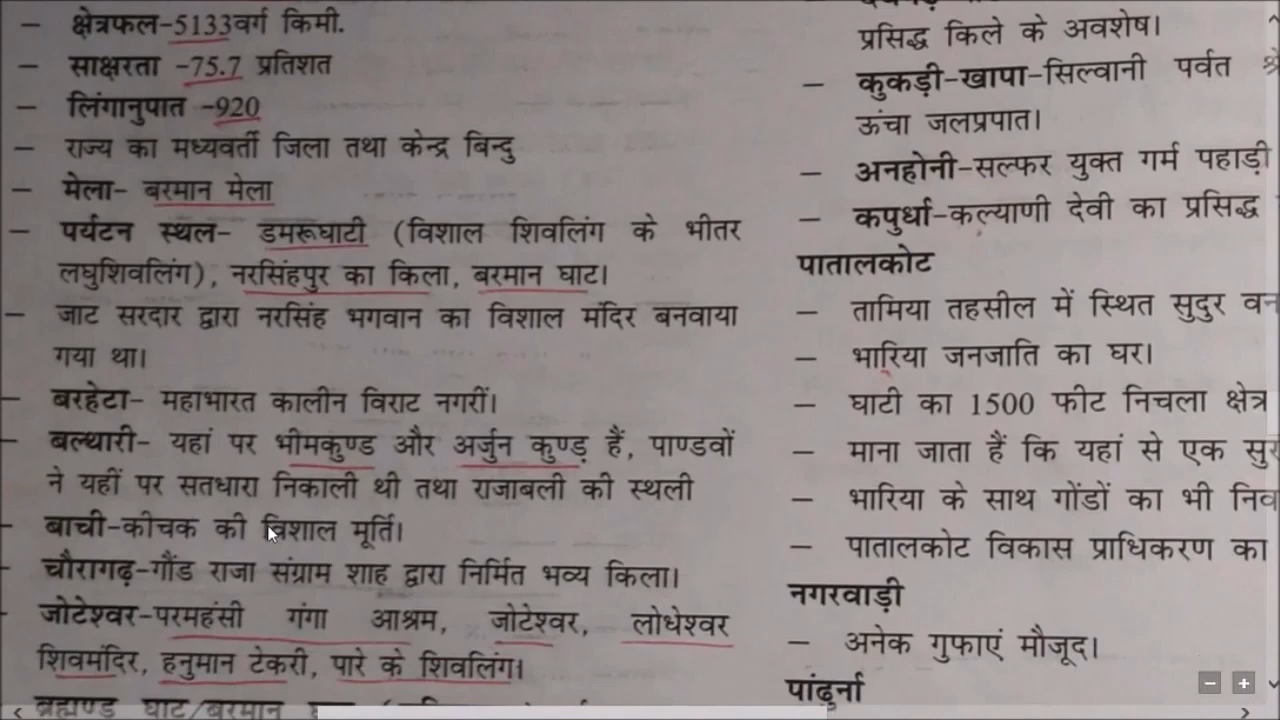 – क्षेत्रफल-5133वर्ग किमी.
– साक्षरता -75.7 प्रतिशत
– लिंगानुपात -920
– राज्य का मध्यवर्ती जिला तथा केन्द्र बिन्दु
– मेला- बरमान मेला
– पर्यटन स्थल- डमरूघाटी (विशाल शिवलिंग के भीतर
लघुशिवलिंग), नरसिंहपुर का किला, बरमान घाट।
– जाट सरदार द्वारा नरसिंह भगवान का विशाल मंदिर बनवाया
गया था।
– बरहेटा- महाभारत कालीन विराट नगरीं।
– बल्थारी- यहां पर भीमकुण्ड और अर्जुन कुण्ड़ हैं, पाण्डवों
ने यहीं पर सतधारा निकाली थी तथा राजाबली की स्थली
– बाची-कीचक की विशाल मूर्ति।
– चौरागढ़-गौंड राजा संग्राम शाह द्वारा निर्मित भव्य किला।
– जोटेश्वर-परमहंसी गंगा आश्रम, जोटेश्वर, लोधेश्वर
शिवमंदिर, हनुमान टेकरी, पारे के शिवलिंग।
ब्रह्मण्ड घाट/बरमान
प्रसिद्ध किले के अवशेष।
– कुकड़ी-खापा-सिल्वानी पर्वत
ऊंचा जलप्रपात।
– अनहोनी-सल्फर युक्त गर्म पहाड़ी
– कपुर्धा-कल्याणी देवी का प्रसिद्ध
पातालकोट
– तामिया तहसील में स्थित सुदुर
– भारिया जनजाति का घर।
– घाटी का 1500 फीट निचला क्षेत्र
– माना जाता हैं कि यहां से एक
– भारिया के साथ गोंडों का भी
– पातालकोट विकास प्राधिकरण का
नगरवाड़ी
– अनेक गुफाएं मौजूद।
पांढुर्ना